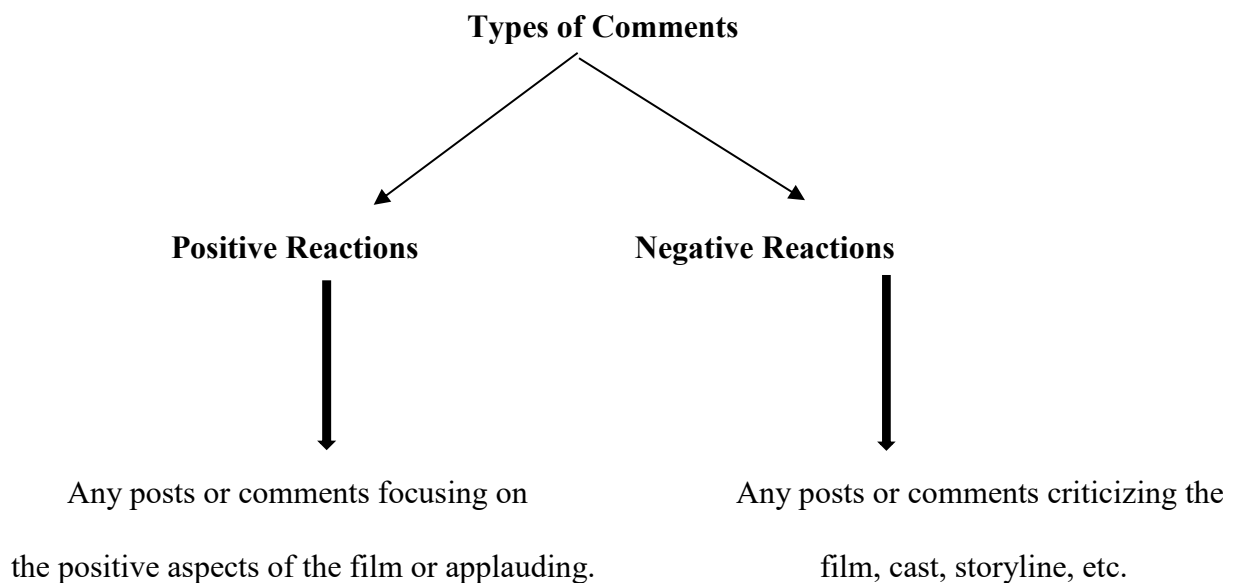 Types of Comments
Positive Reactions
Negative Reactions
Any posts or comments focusing on
the positive aspects of the film or applauding.
Any posts or comments criticizing the
film, cast, storyline, etc.